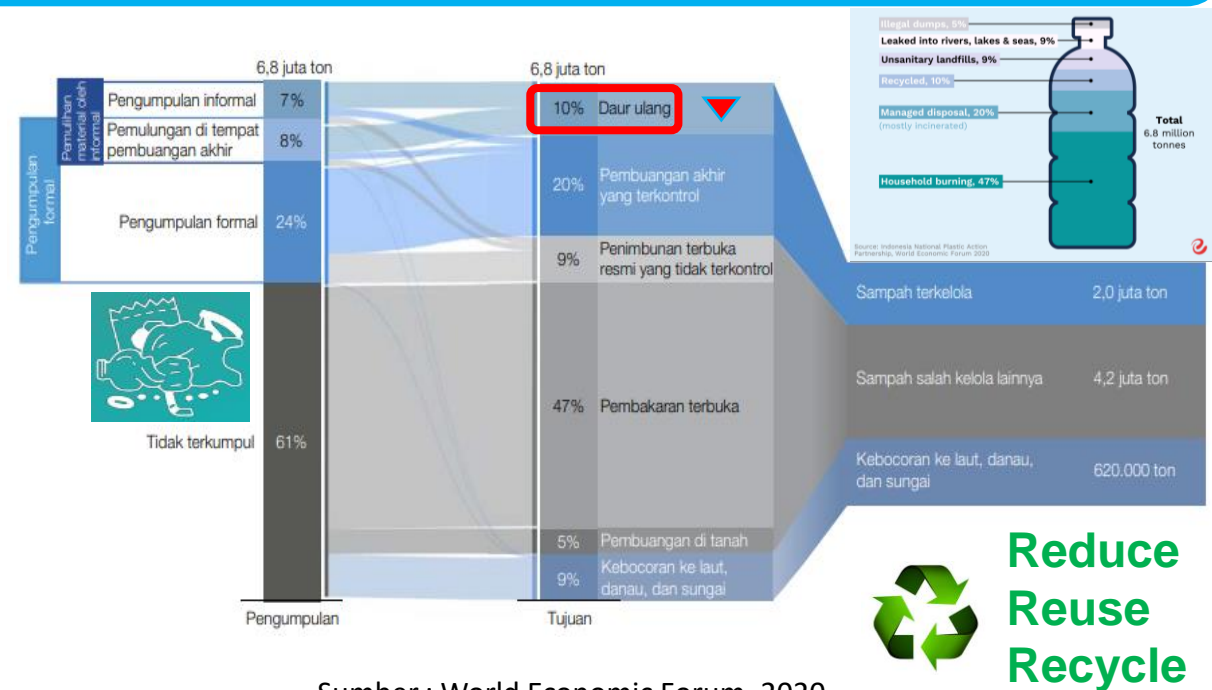 6,8 juta ton
Pengumpulan formal
Pemulihan
material oleh
informal
Pengumpulan informal 7%
Pemulungan di tempat
pembuangan akhir 8%
Pengumpulan formal 24%
Tidak terkumpul 61%
Pengumpulan
6,8 juta ton
10% Daur ulang
20% Pembuangan akhir
yang terkontrol
9% Penimbunan terbuka
resmi yang tidak terkontrol
47% Pembakaran terbuka
5% Pembuangan di tanah
9% Kebocoran ke laut,
danau, dan sungai
Tujuan
Illegal dumps, 5%
Leaked into rivers, lakes & seas, 9%
Unsanitary landfills, 9%
Recycled, 10%
Managed disposal, 20%
(mostly incinerated)
Household burning, 47%
Total
6.8 million
tonnes
Source: Indonesia National Plastic Action
Partnership, World Economic Forum 2020
Sampah terkelola 2,0 juta ton
Sampah salah kelola lainnya 4,2 juta ton
Kebocoran ke laut, danau,
dan sungai 620.000 ton
Reduce
Reuse
Recycle
Sumber : World Economic Forum, 2020